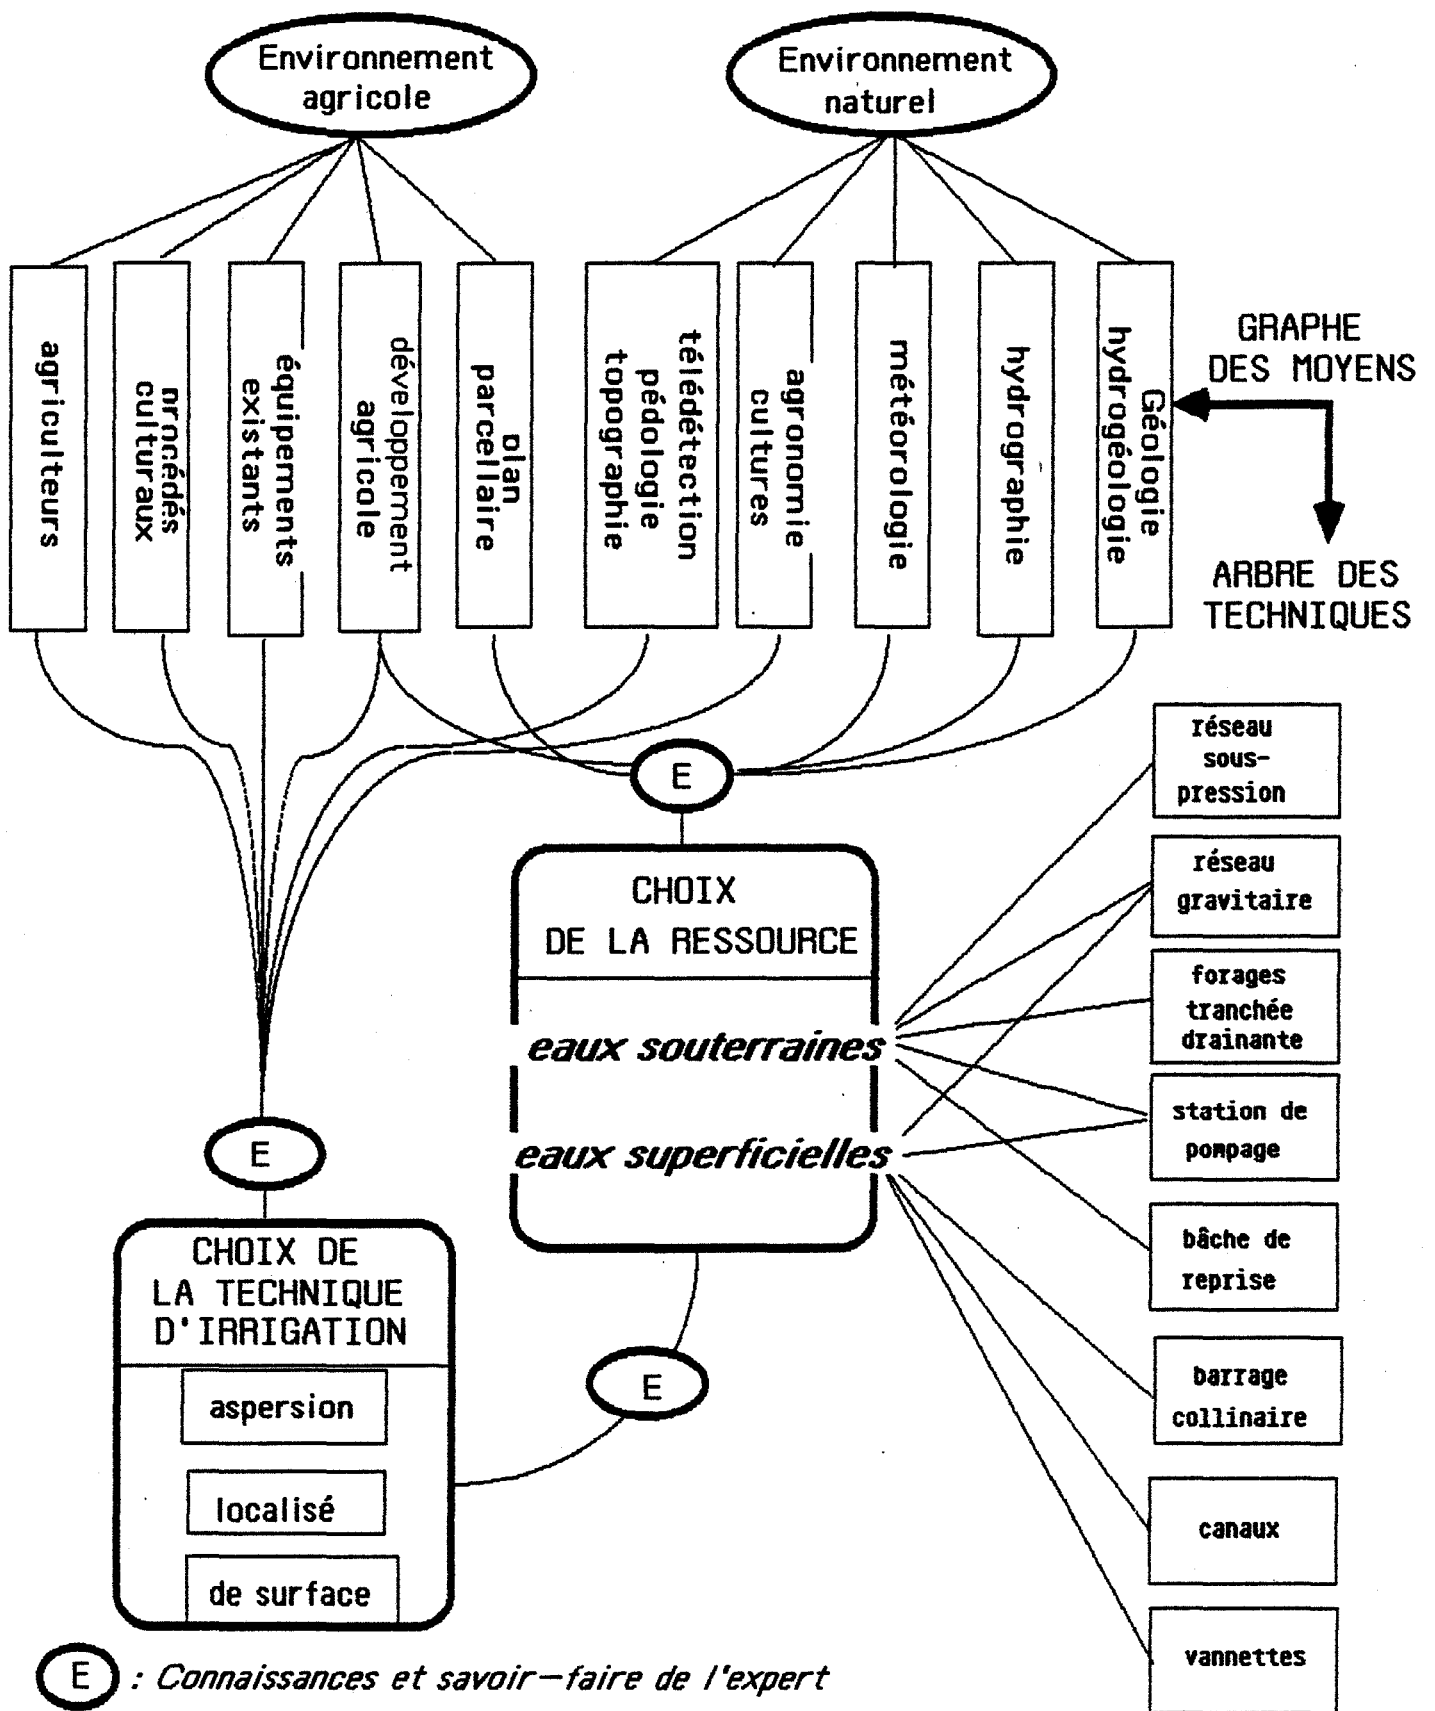 Environnement
agricole
Environnement
naturel
agriculteurs
procédés
culturaux
équipements
existants
développement
agricole
plan
parcellaire
télédétection
pédologie
topographie
agronomie
cultures
météorologie
hydrographie
Géologie
hydrogéologie
GRAPHE
DES MOYENS
ARBRE DES
TECHNIQUES
E
CHOIX
DE LA RESSOURCE
eaux souterraines
eaux superficielles
réseau
sous-
pression
réseau
gravitaire
forages
tranchée
drainante
station de
pompage
bâche de
reprise
barrage
collinaire
canaux
vannettes
E
CHOIX DE
LA TECHNIQUE
D'IRRIGATION
aspersion
localisé
de surface
E
E : Connaissances et savoir-faire de l'expert